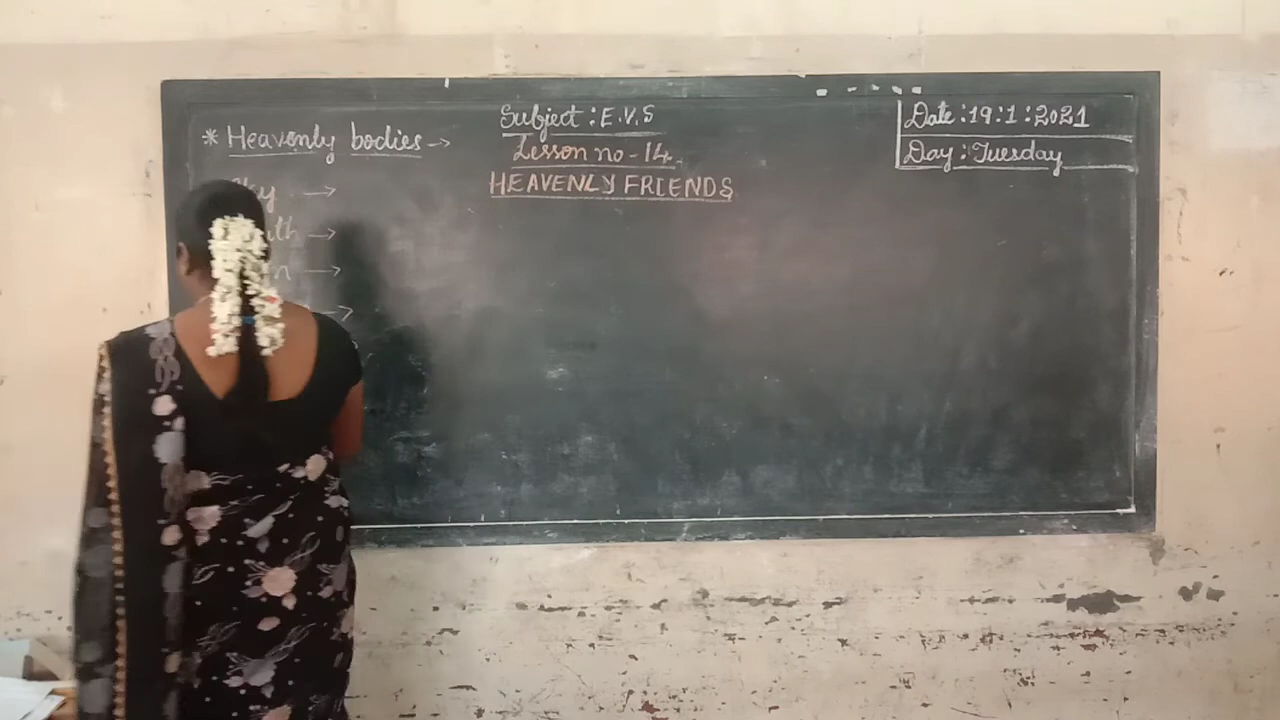 Subject : E.V.S
Lesson no - 14.
HEAVENLY FRIENDS
Date : 19 : 1 : 2021
Day : Tuesday
* Heavenly bodies →
→
→
→
→